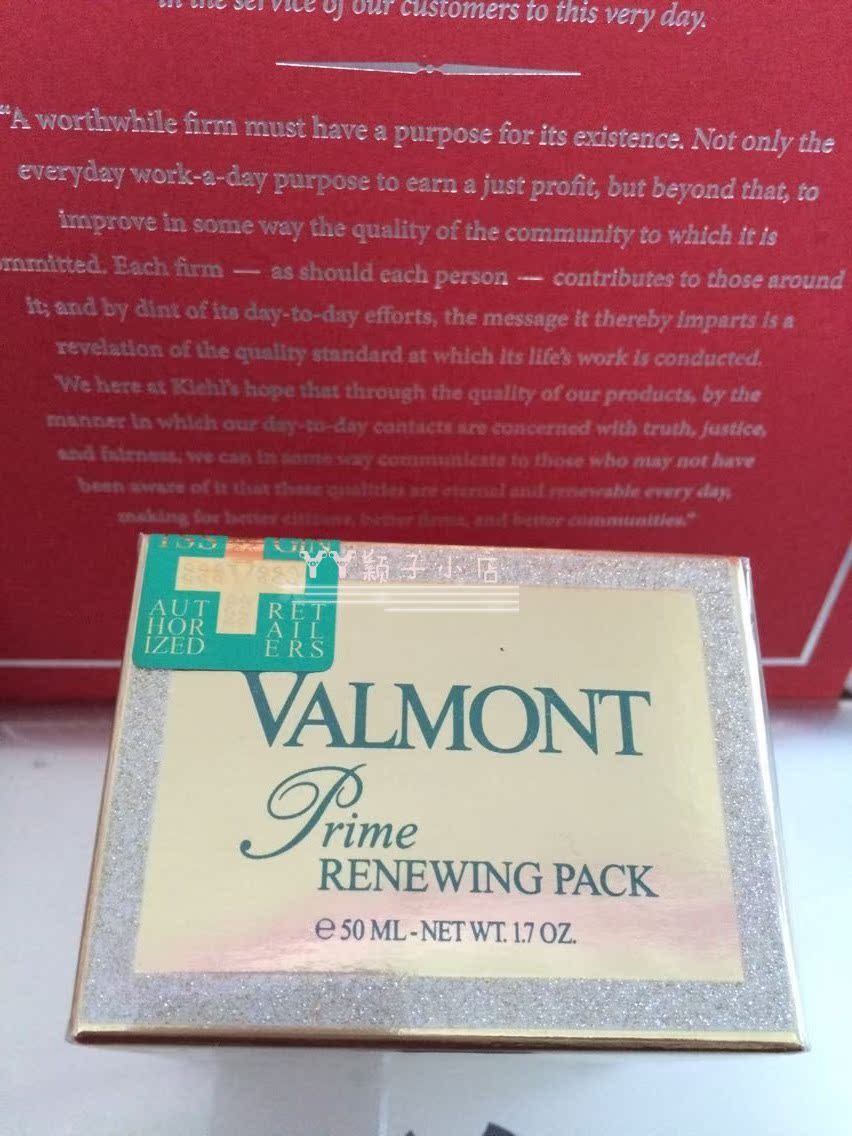 in the service of our customers to this very day.
“A worthwhile firm must have a purpose for its existence. Not only the
everyday work-a-day purpose to earn a just profit, but beyond that, to
improve in some way the quality of the community to which it is
ommitted. Each firm — as should each person — contributes to those around
it; and by dint of its day-to-day efforts, the message it thereby imparts is a
revelation of the quality standard at which its life's work is conducted.
We here at Kiehl's hope that through the quality of our products, by the
manner in which our day-to-day contacts are concerned with truth, justice,
and fairness, we can in some way communicate to those who may not have
been aware of it that these qualities are eternal and renewable every day,
making for better citizens, better firms, and better communities.”
YY颖子小店
AUT RET
HOR AIL
IZED ERS
VALMONT
Prime
RENEWING PACK
℮ 50 ML - NET WT. 1.7 OZ.